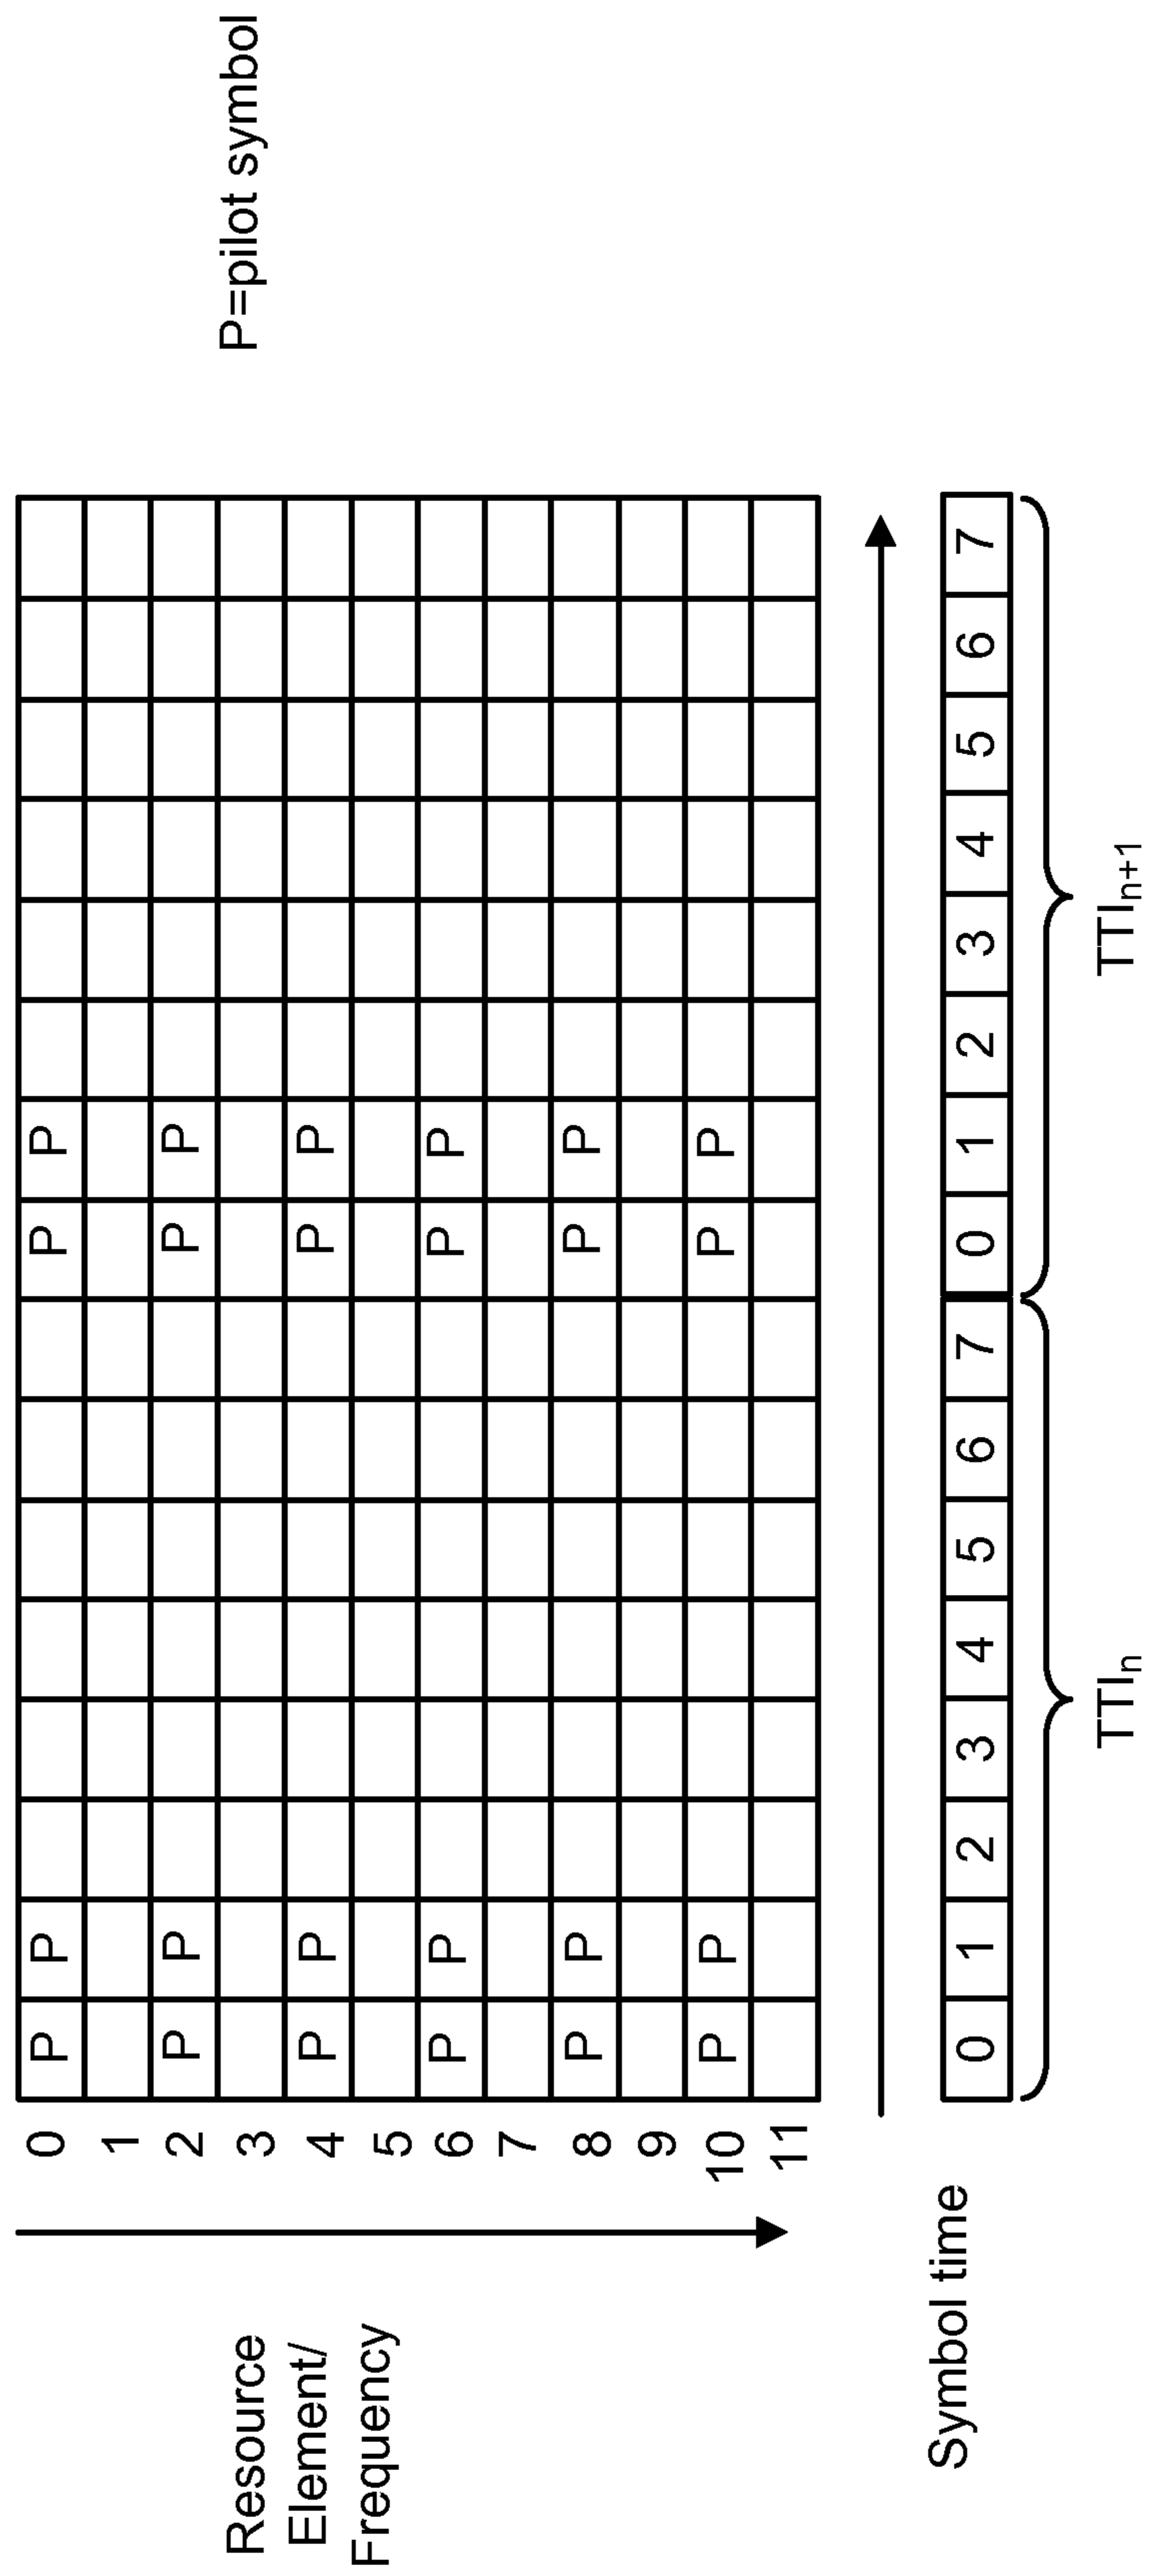 P=pilot symbol
Resource
Element/
Frequency
0 P P P P
1
2 P P P P
3
4 P P P P
5
6 P P P P
7
8 P P P P
9
10 P P P P
11
Symbol time
0 1 2 3 4 5 6 7 0 1 2 3 4 5 6 7
TTIn TTIn+1